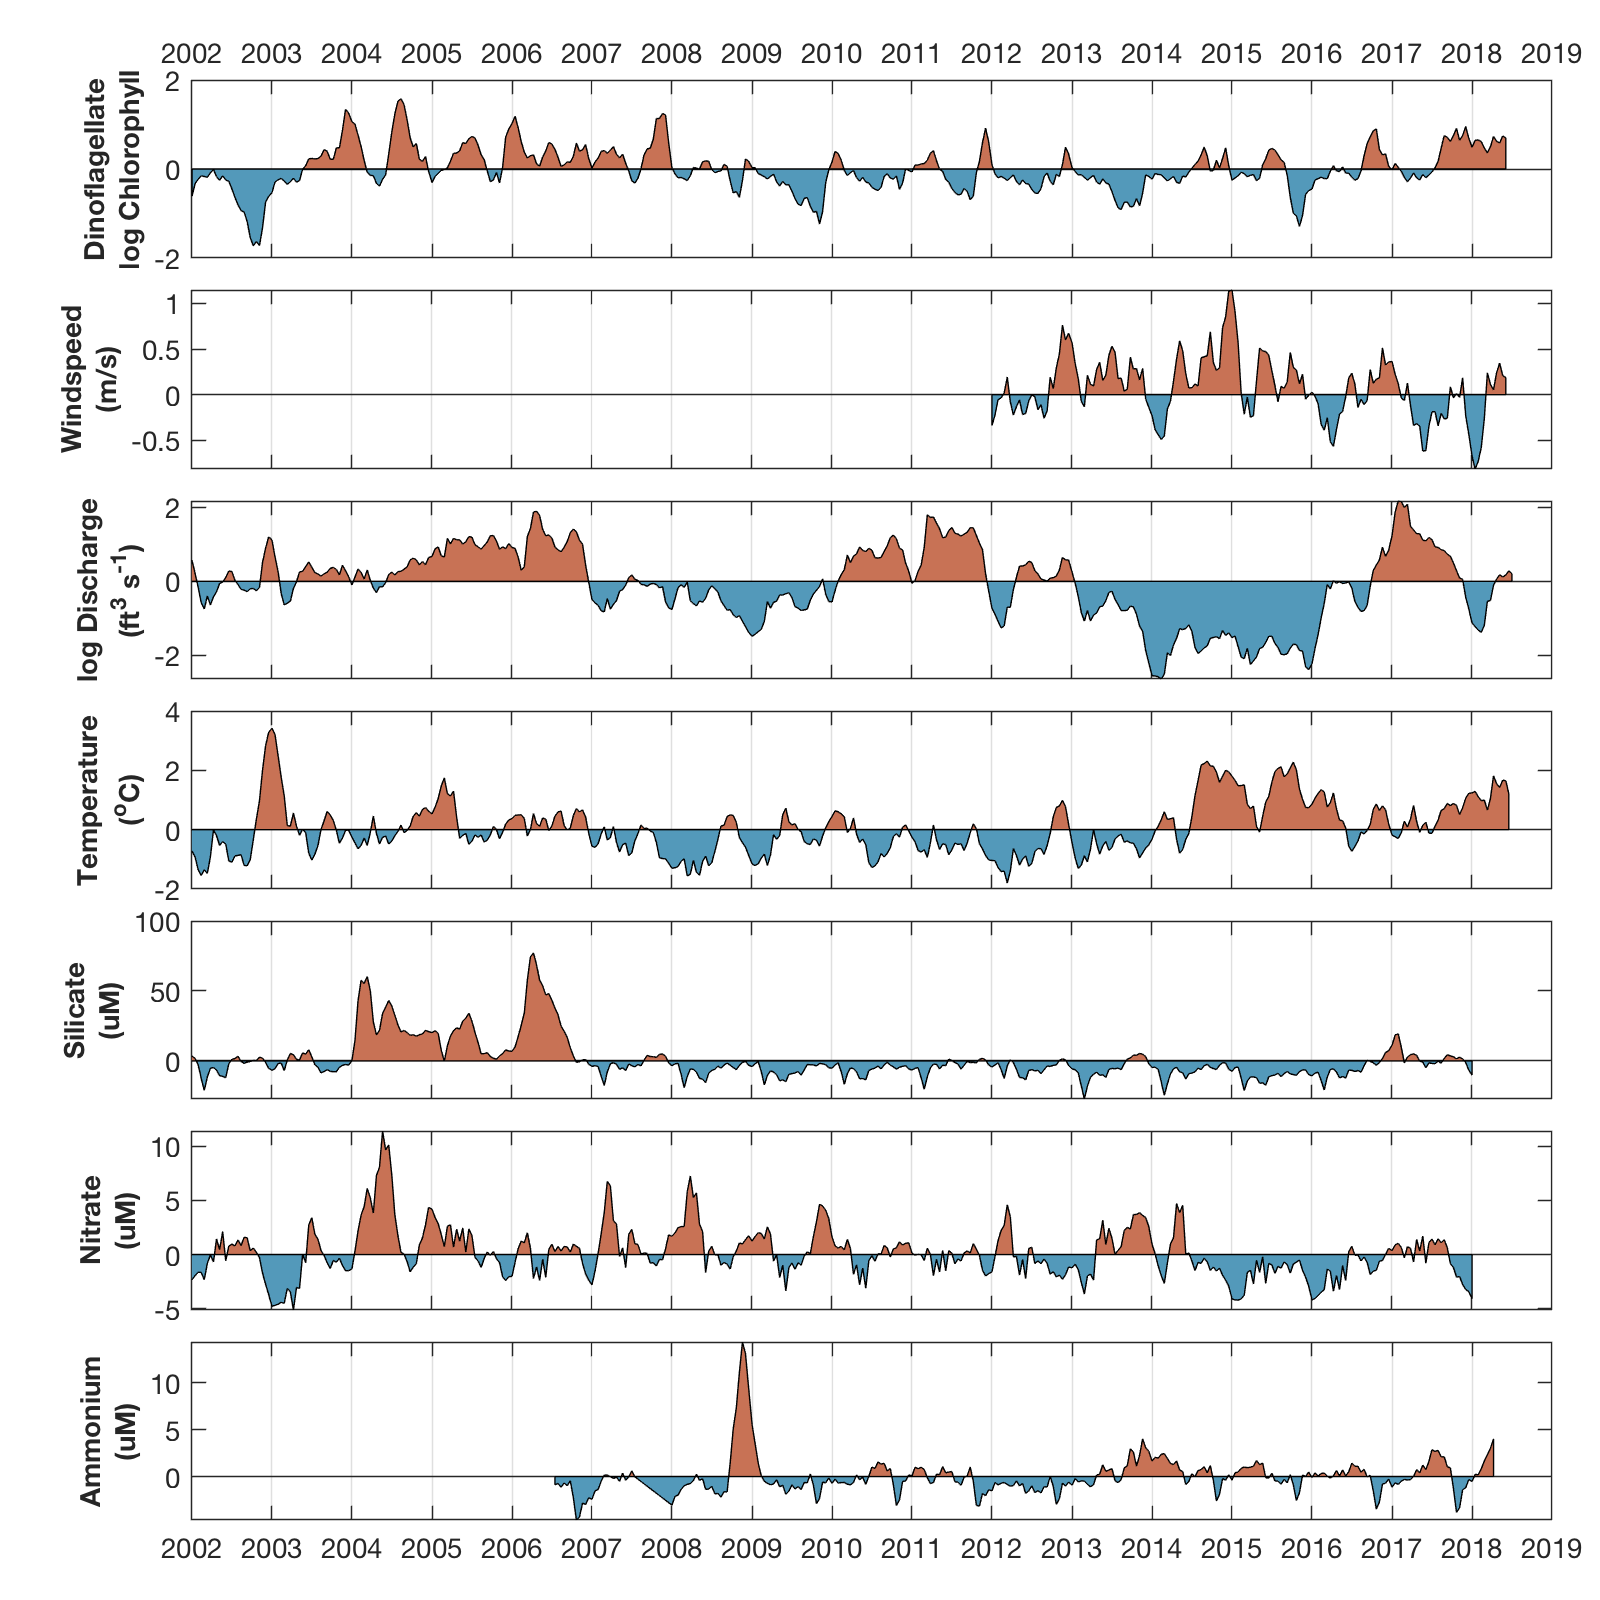 2002 2003 2004 2005 2006 2007 2008 2009 2010 2011 2012 2013 2014 2015 2016 2017 2018 2019
Dinoflagellate
log Chlorophyll
2
0
-2
Windspeed
(m/s)
1
0.5
0
-0.5
log Discharge
(ft³ s⁻¹)
2
0
-2
Temperature
(°C)
4
2
0
-2
Silicate
(uM)
100
50
0
Nitrate
(uM)
10
5
0
-5
Ammonium
(uM)
10
5
0
2002 2003 2004 2005 2006 2007 2008 2009 2010 2011 2012 2013 2014 2015 2016 2017 2018 2019